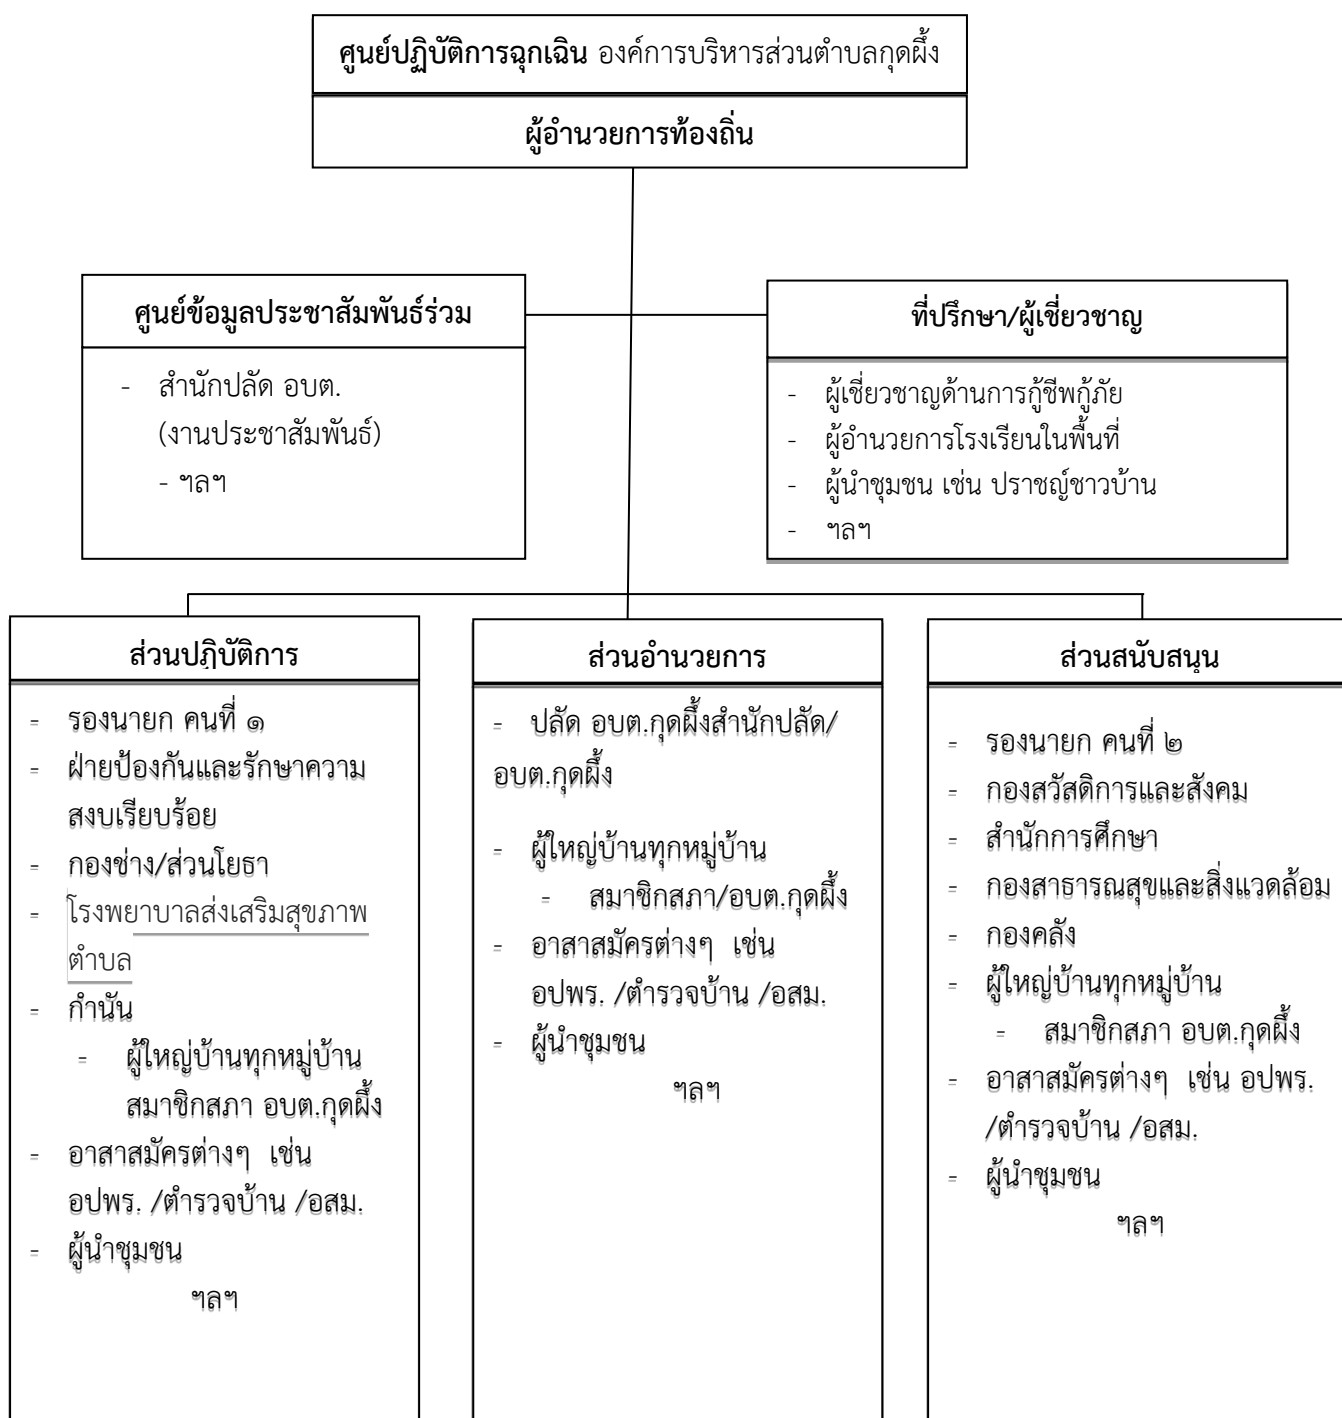 ศูนย์ปฏิบัติการฉุกเฉิน องค์การบริหารส่วนตำบลกุดผึ้ง
ผู้อำนวยการท้องถิ่น
ศูนย์ข้อมูลประชาสัมพันธ์ร่วม
- สำนักปลัด อบต.
(งานประชาสัมพันธ์)
- ฯลฯ
ที่ปรึกษา/ผู้เชี่ยวชาญ
- ผู้เชี่ยวชาญด้านการกู้ชีพกู้ภัย
- ผู้อำนวยการโรงเรียนในพื้นที่
- ผู้นำชุมชน เช่น ปราชญ์ชาวบ้าน
- ฯลฯ
ส่วนปฏิบัติการ
- รองนายก คนที่ ๑
- ฝ่ายป้องกันและรักษาความ
สงบเรียบร้อย
- กองช่าง/ส่วนโยธา
- โรงพยาบาลส่งเสริมสุขภาพ
ตำบล
- กำนัน
- ผู้ใหญ่บ้านทุกหมู่บ้าน
สมาชิกสภา อบต.กุดผึ้ง
- อาสาสมัครต่างๆ เช่น
อปพร. /ตำรวจบ้าน /อสม.
- ผู้นำชุมชน
ฯลฯ
ส่วนอำนวยการ
- ปลัด อบต.กุดผึ้งสำนักปลัด/
อบต.กุดผึ้ง
- ผู้ใหญ่บ้านทุกหมู่บ้าน
- สมาชิกสภา/อบต.กุดผึ้ง
- อาสาสมัครต่างๆ เช่น
อปพร. /ตำรวจบ้าน /อสม.
- ผู้นำชุมชน
ฯลฯ
ส่วนสนับสนุน
- รองนายก คนที่ ๒
- กองสวัสดิการและสังคม
- สำนักการศึกษา
- กองสาธารณสุขและสิ่งแวดล้อม
- กองคลัง
- ผู้ใหญ่บ้านทุกหมู่บ้าน
- สมาชิกสภา อบต.กุดผึ้ง
- อาสาสมัครต่างๆ เช่น อปพร.
/ตำรวจบ้าน /อสม.
- ผู้นำชุมชน
ฯลฯ